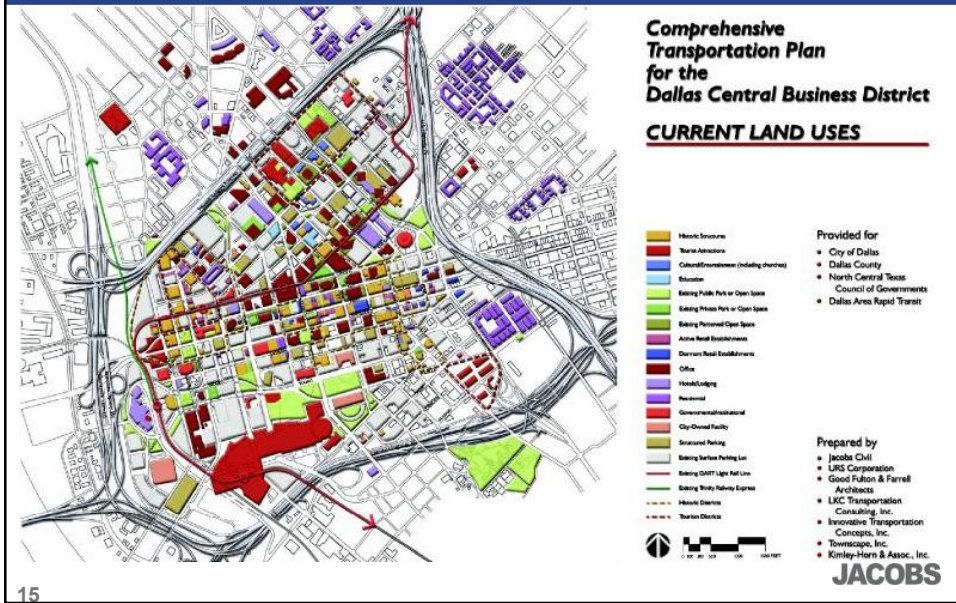 Comprehensive
Transportation Plan
for the
Dallas Central Business District
CURRENT LAND USES
Historic Structures
Tourist Attractions
Cultural/Entertainment (including churches)
Education
Existing Public Park or Open Space
Existing Private Park or Open Space
Existing Perceived Open Space
Active Retail Establishments
Dormant Retail Establishments
Office
Hotels/Lodging
Residential
Governmental/Institutional
City-Owned Facility
Structured Parking
Existing Surface Parking Lot
Existing DART Light Rail Line
Existing Trinity Railway Express
Historic Districts
Tourism Districts
Provided for
• City of Dallas
• Dallas County
• North Central Texas
Council of Governments
• Dallas Area Rapid Transit
Prepared by
• Jacobs Civil
• URS Corporation
• Good Fulton & Farrell
Architects
• LKC Transportation
Consulting, Inc.
• Innovative Transportation
Concepts, Inc.
• Townscape, Inc.
• Kimley-Horn & Assoc., Inc.
JACOBS
15